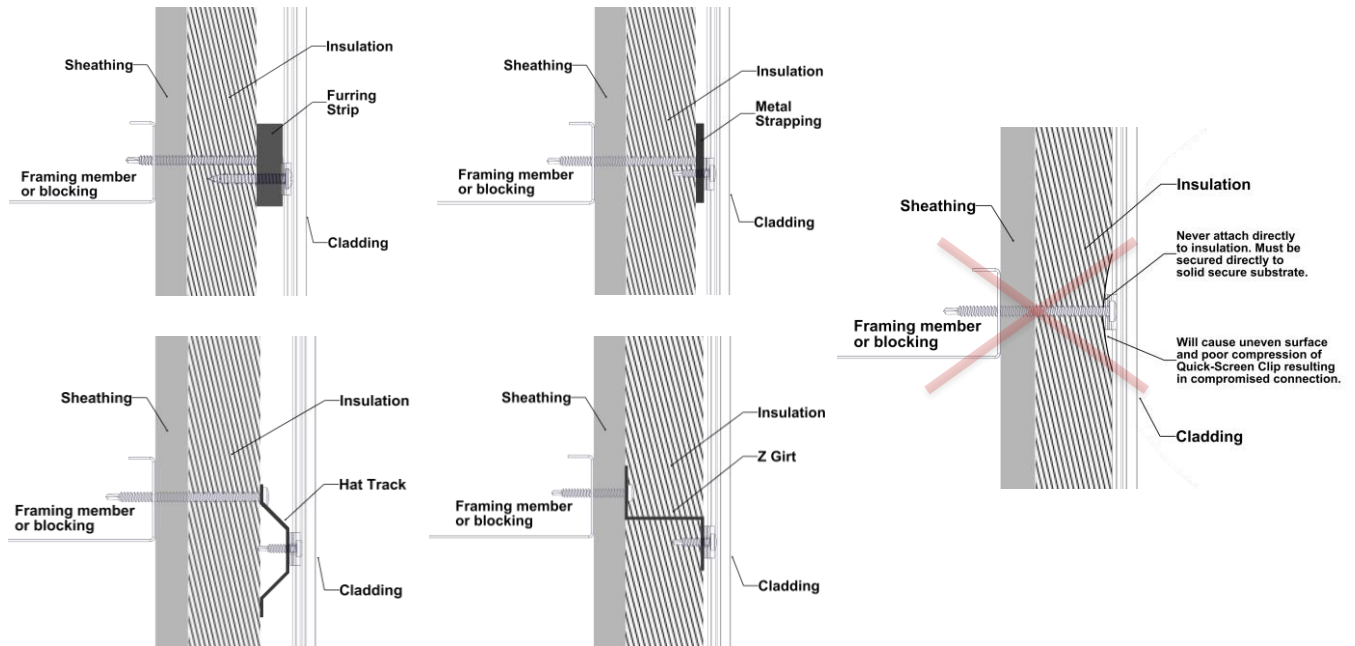 Sheathing
Insulation
Furring
Strip
Framing member
or blocking
Cladding
Sheathing
Insulation
Metal
Strapping
Framing member
or blocking
Cladding
Sheathing
Insulation
Hat Track
Framing member
or blocking
Cladding
Sheathing
Insulation
Z Girt
Framing member
or blocking
Cladding
Insulation
Sheathing
Never attach directly
to insulation. Must be
secured directly to
solid secure substrate.
Framing member
or blocking
Will cause uneven surface
and poor compression of
Quick-Screen Clip resulting
in compromised connection.
Cladding